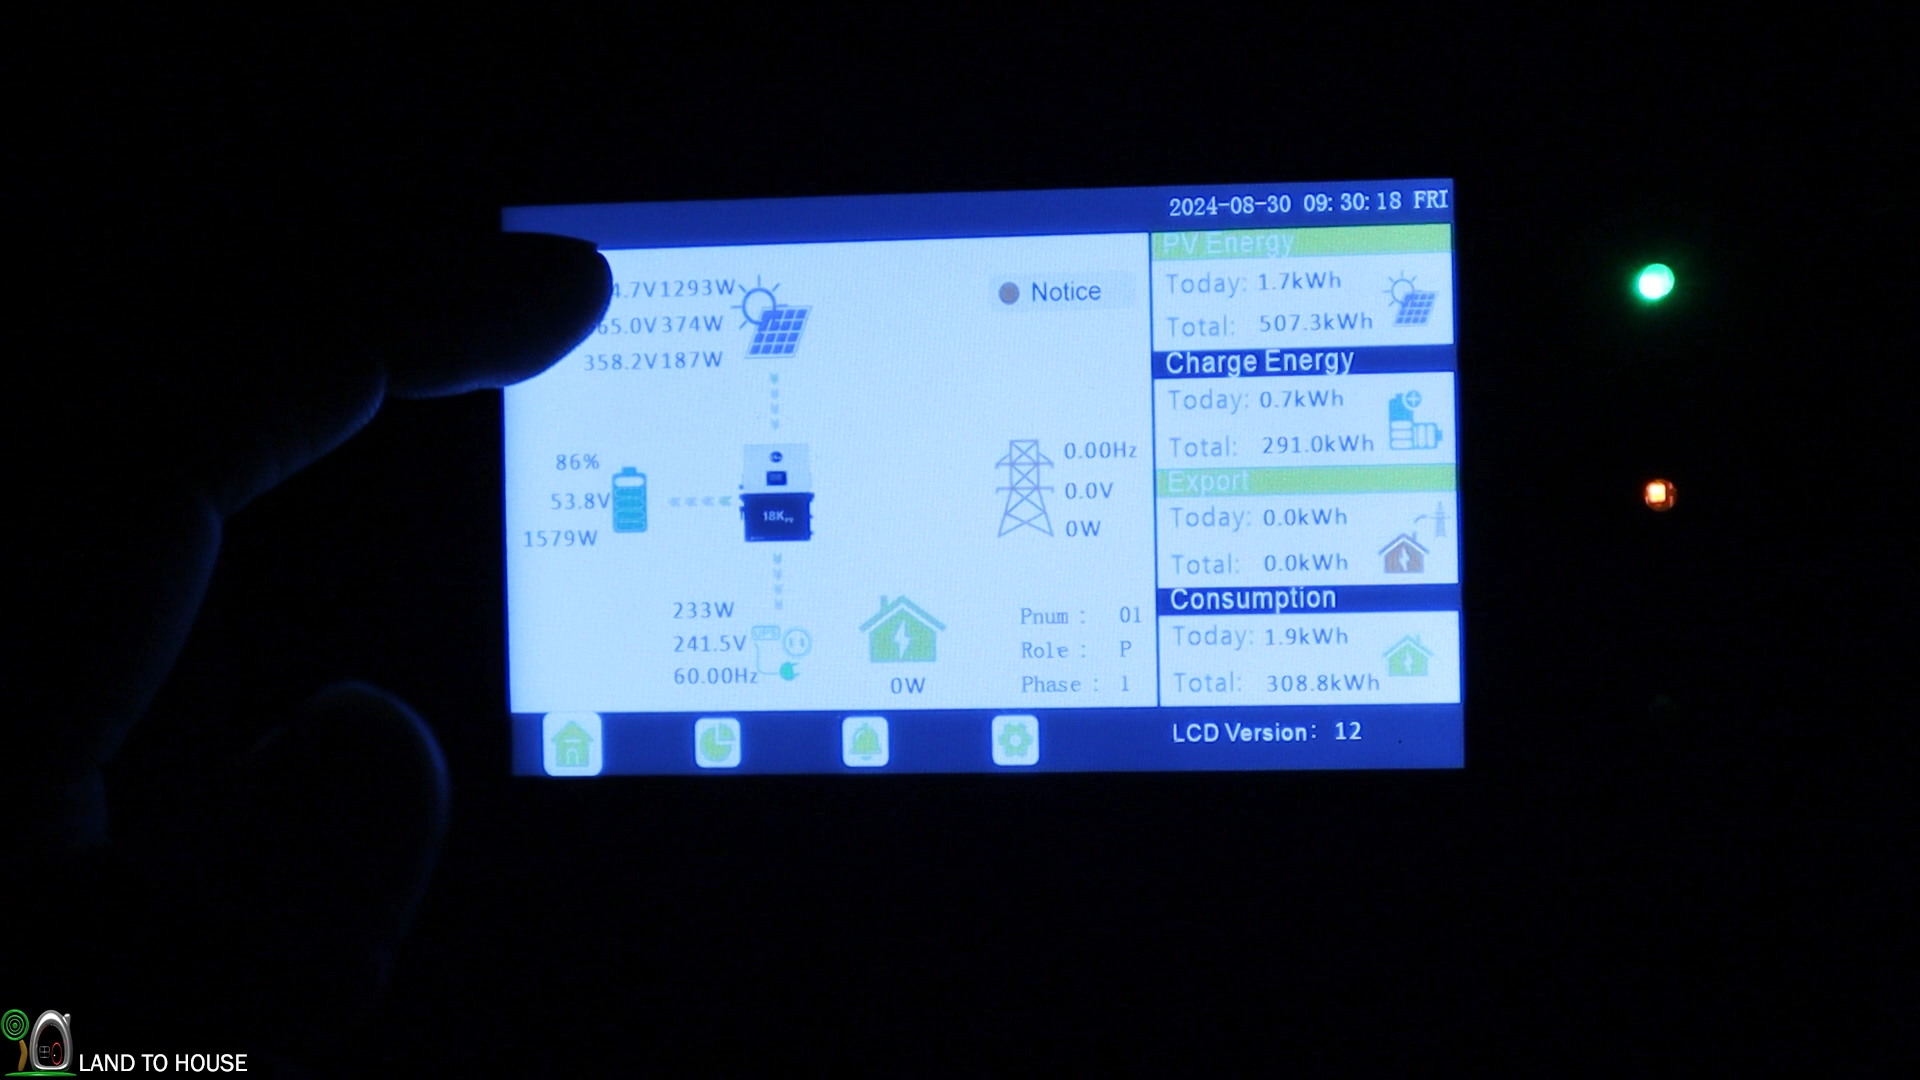 2024-08-30 09:30:18 FRI
4.7V1293W
65.0V374W
358.2V187W
Notice
86%
53.8V
1579W
18K
0.00Hz
0.0V
0W
233W
241.5V
60.00Hz
UPS
0W
Pnum : 01
Role : P
Phase : 1
PV Energy
Today: 1.7kWh
Total: 507.3kWh
Charge Energy
Today: 0.7kWh
Total: 291.0kWh
Export
Today: 0.0kWh
Total: 0.0kWh
Consumption
Today: 1.9kWh
Total: 308.8kWh
LCD Version: 12
LAND TO HOUSE